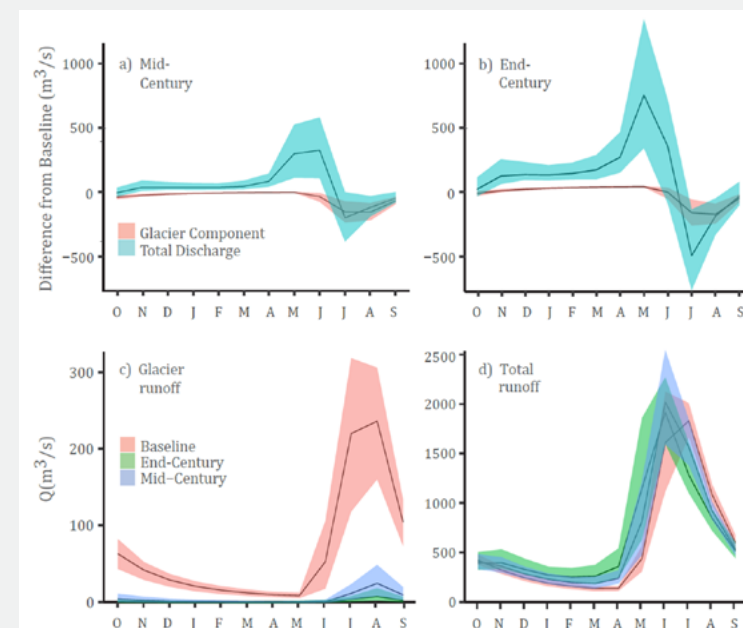 Difference from Baseline (m³/s)
1000
500
0
−500
a) Mid-
Century
Glacier Component
Total Discharge
O N D J F M A M J J A S
1000
500
0
−500
b) End-
Century
O N D J F M A M J J A S
Q(m³/s)
300
200
100
0
c) Glacier
runoff
Baseline
End-Century
Mid−Century
O N D J F M A M J J A S
2500
2000
1500
1000
500
0
d) Total
runoff
O N D J F M A M J J A S